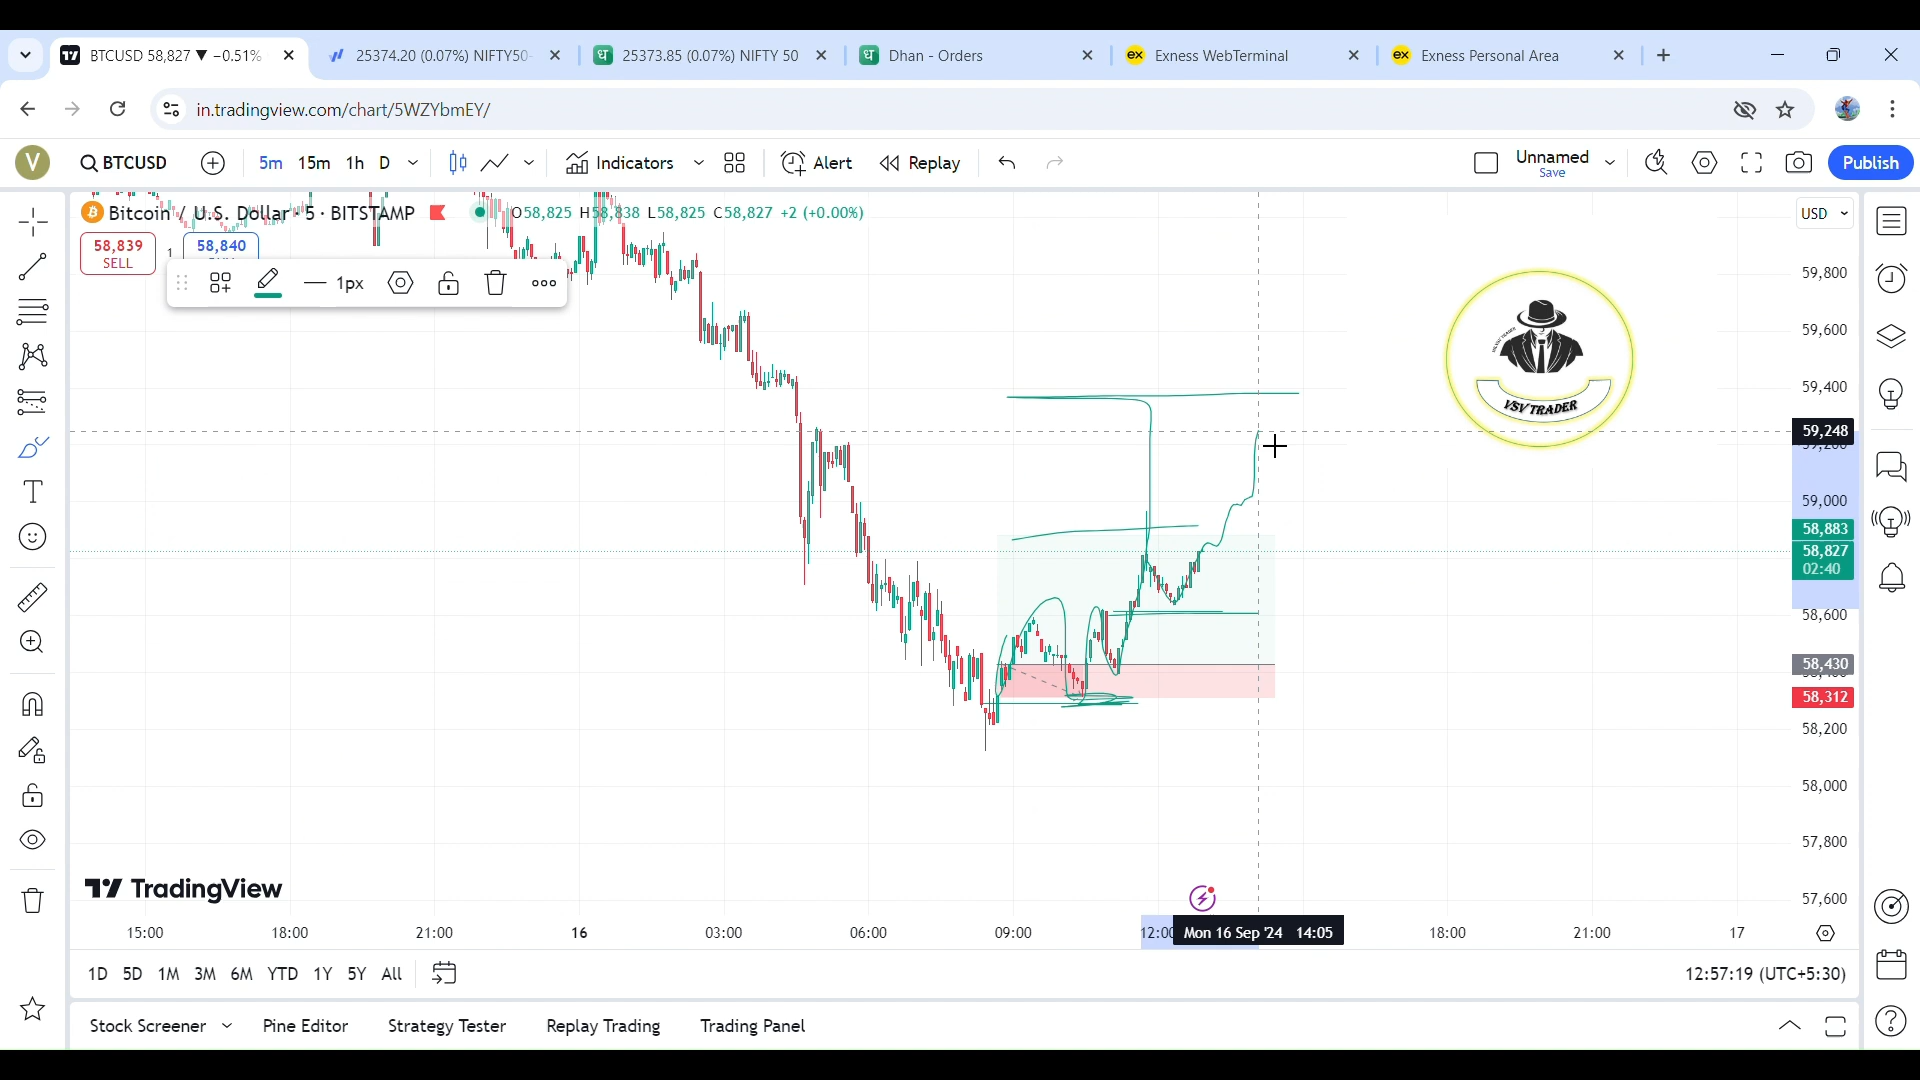 BTCUSD 58,827 ▼ −0.51%
25374.20 (0.07%) NIFTY50-
25373.85 (0.07%) NIFTY 50
Dhan - Orders
Exness WebTerminal
Exness Personal Area
in.tradingview.com/chart/5WZYbmEY/
V
BTCUSD
5m 15m 1h D
Indicators
Alert
Replay
Unnamed
Save
Publish
Bitcoin / U.S. Dollar · 5 · BITSTAMP
O58,825 H58,838 L58,825 C58,827 +2 (+0.00%)
USD
58,839
SELL
1
58,840
1px
59,800
59,600
59,400
59,248
59,000
58,883
58,827
02:40
58,600
58,430
58,312
58,200
58,000
57,800
57,600
VSV TRADER
TradingView
15:00 18:00 21:00 16 03:00 06:00 09:00 12:00 Mon 16 Sep '24 14:05 18:00 21:00 17
1D 5D 1M 3M 6M YTD 1Y 5Y All
12:57:19 (UTC+5:30)
Stock Screener
Pine Editor
Strategy Tester
Replay Trading
Trading Panel